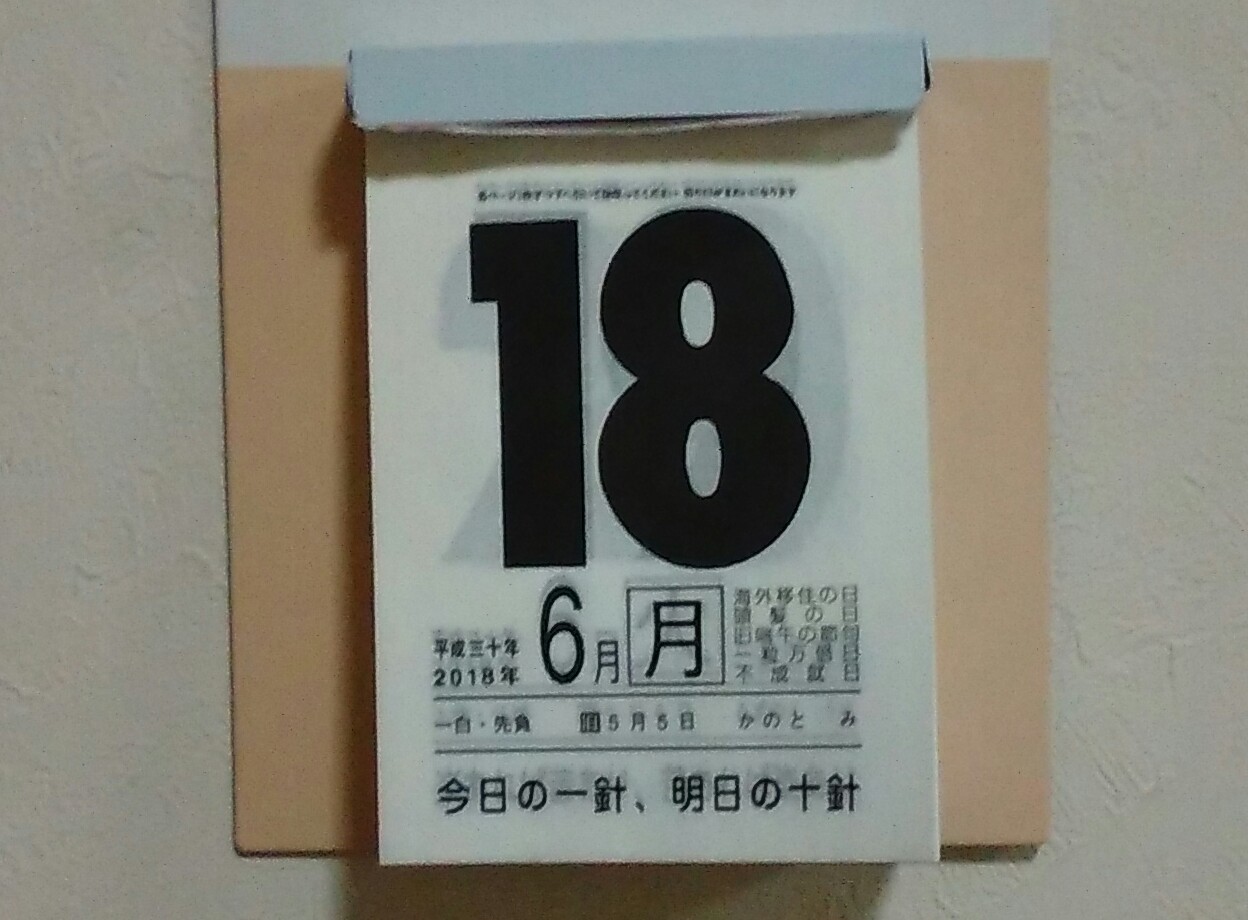 18
平成三十年
2018年
6月
月
海外移住の日
頭髪の日
旧端午の節句
一粒万倍日
不成就日
一白・先負 旧5月5日 かのと み
今日の一針、明日の十針